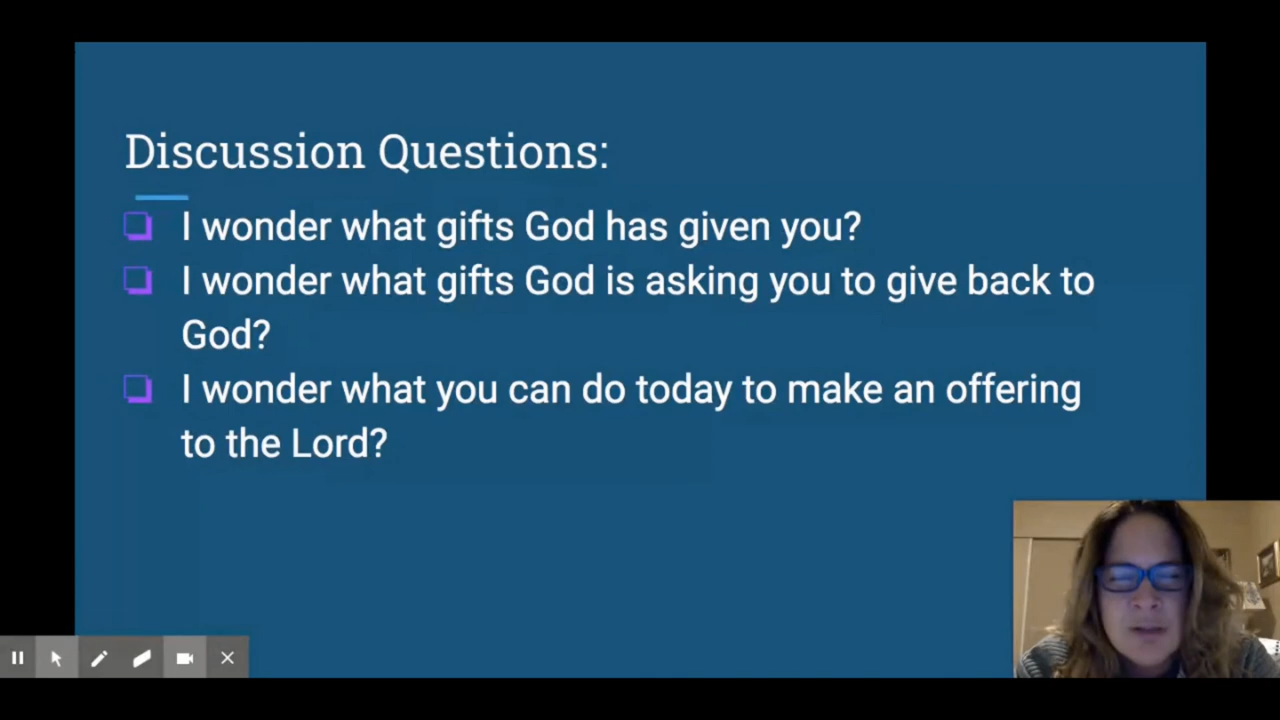 Discussion Questions:
I wonder what gifts God has given you?
I wonder what gifts God is asking you to give back to
God?
I wonder what you can do today to make an offering
to the Lord?